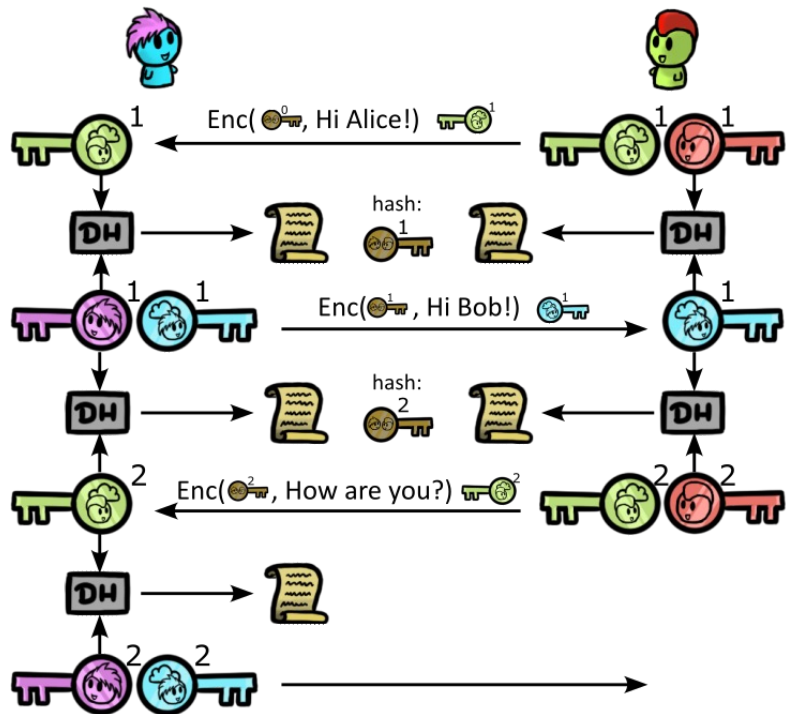 1 Enc( 0 , Hi Alice!) 1 1 1
DH hash: 1 DH
1 1 Enc( 1 , Hi Bob!) 1 1
DH hash: 2 DH
2 Enc( 2 , How are you?) 2 2 2
DH
2 2